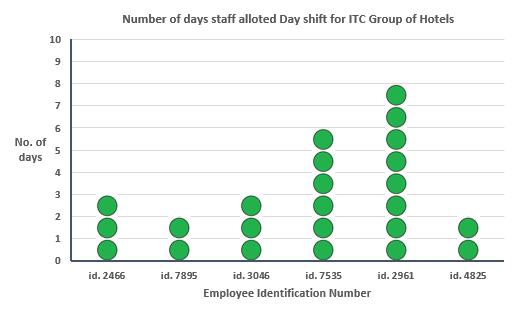 Number of days staff alloted Day shift for ITC Group of Hotels
10
9
8
7
6
5
4
3
2
1
0
No. of
days
id. 2466 id. 7895 id. 3046 id. 7535 id. 2961 id. 4825
Employee Identification Number